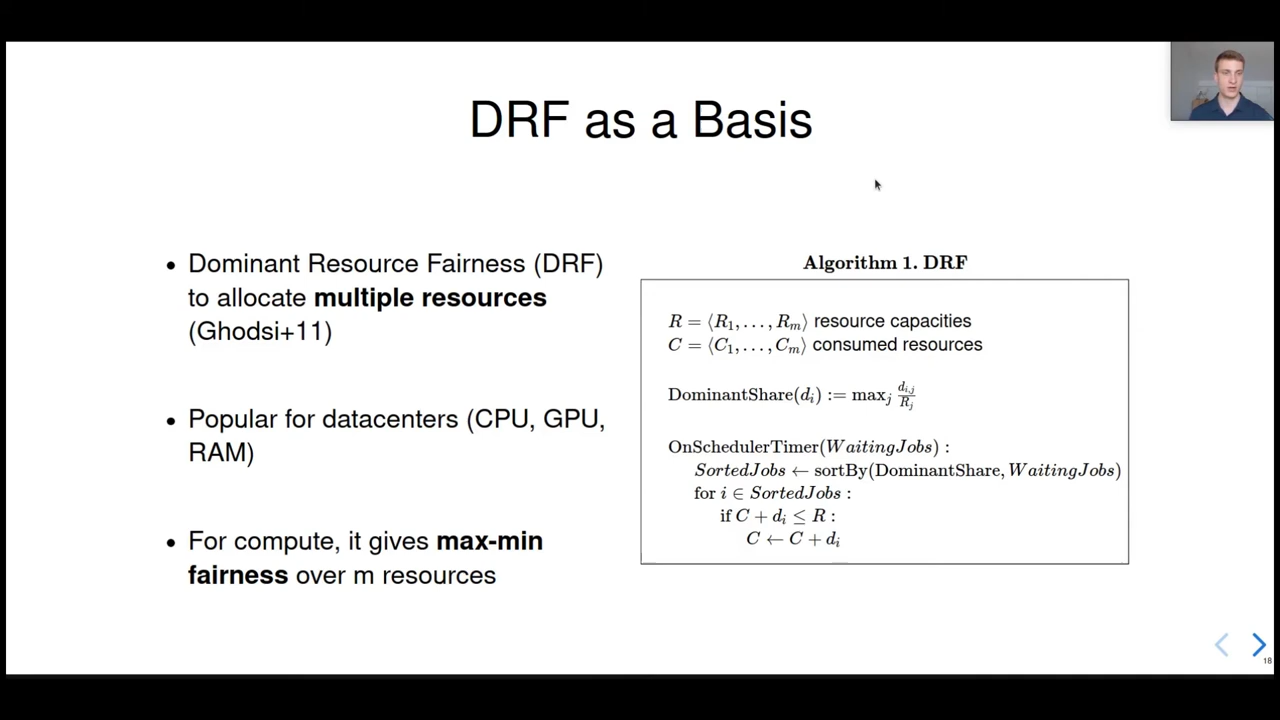 DRF as a Basis
• Dominant Resource Fairness (DRF)
to allocate multiple resources
(Ghodsi+11)
• Popular for datacenters (CPU, GPU,
RAM)
• For compute, it gives max-min
fairness over m resources
Algorithm 1. DRF
R = ⟨R₁, …, Rₘ⟩ resource capacities
C = ⟨C₁, …, Cₘ⟩ consumed resources
DominantShare(dᵢ) := maxⱼ dᵢ,ⱼ/Rⱼ
OnSchedulerTimer(WaitingJobs) :
SortedJobs ← sortBy(DominantShare, WaitingJobs)
for i ∈ SortedJobs :
if C + dᵢ ≤ R :
C ← C + dᵢ
18